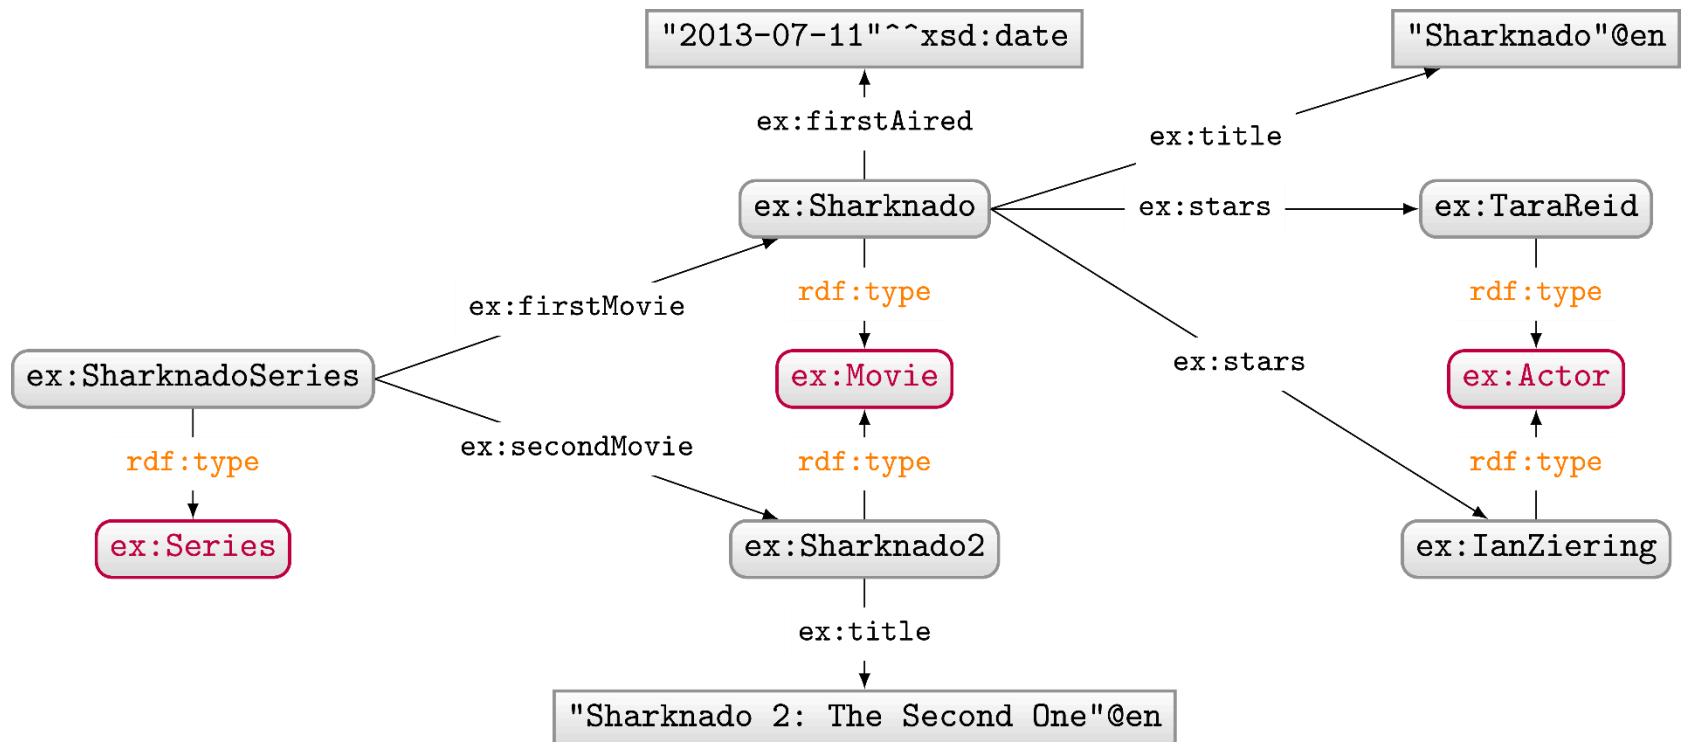 "2013-07-11"^^xsd:date
"Sharknado"@en
ex:firstAired
ex:title
ex:Sharknado
ex:stars
ex:TaraReid
rdf:type
rdf:type
ex:firstMovie
ex:stars
ex:SharknadoSeries
ex:Movie
ex:Actor
ex:secondMovie
rdf:type
rdf:type
rdf:type
ex:Series
ex:Sharknado2
ex:IanZiering
ex:title
"Sharknado 2: The Second One"@en